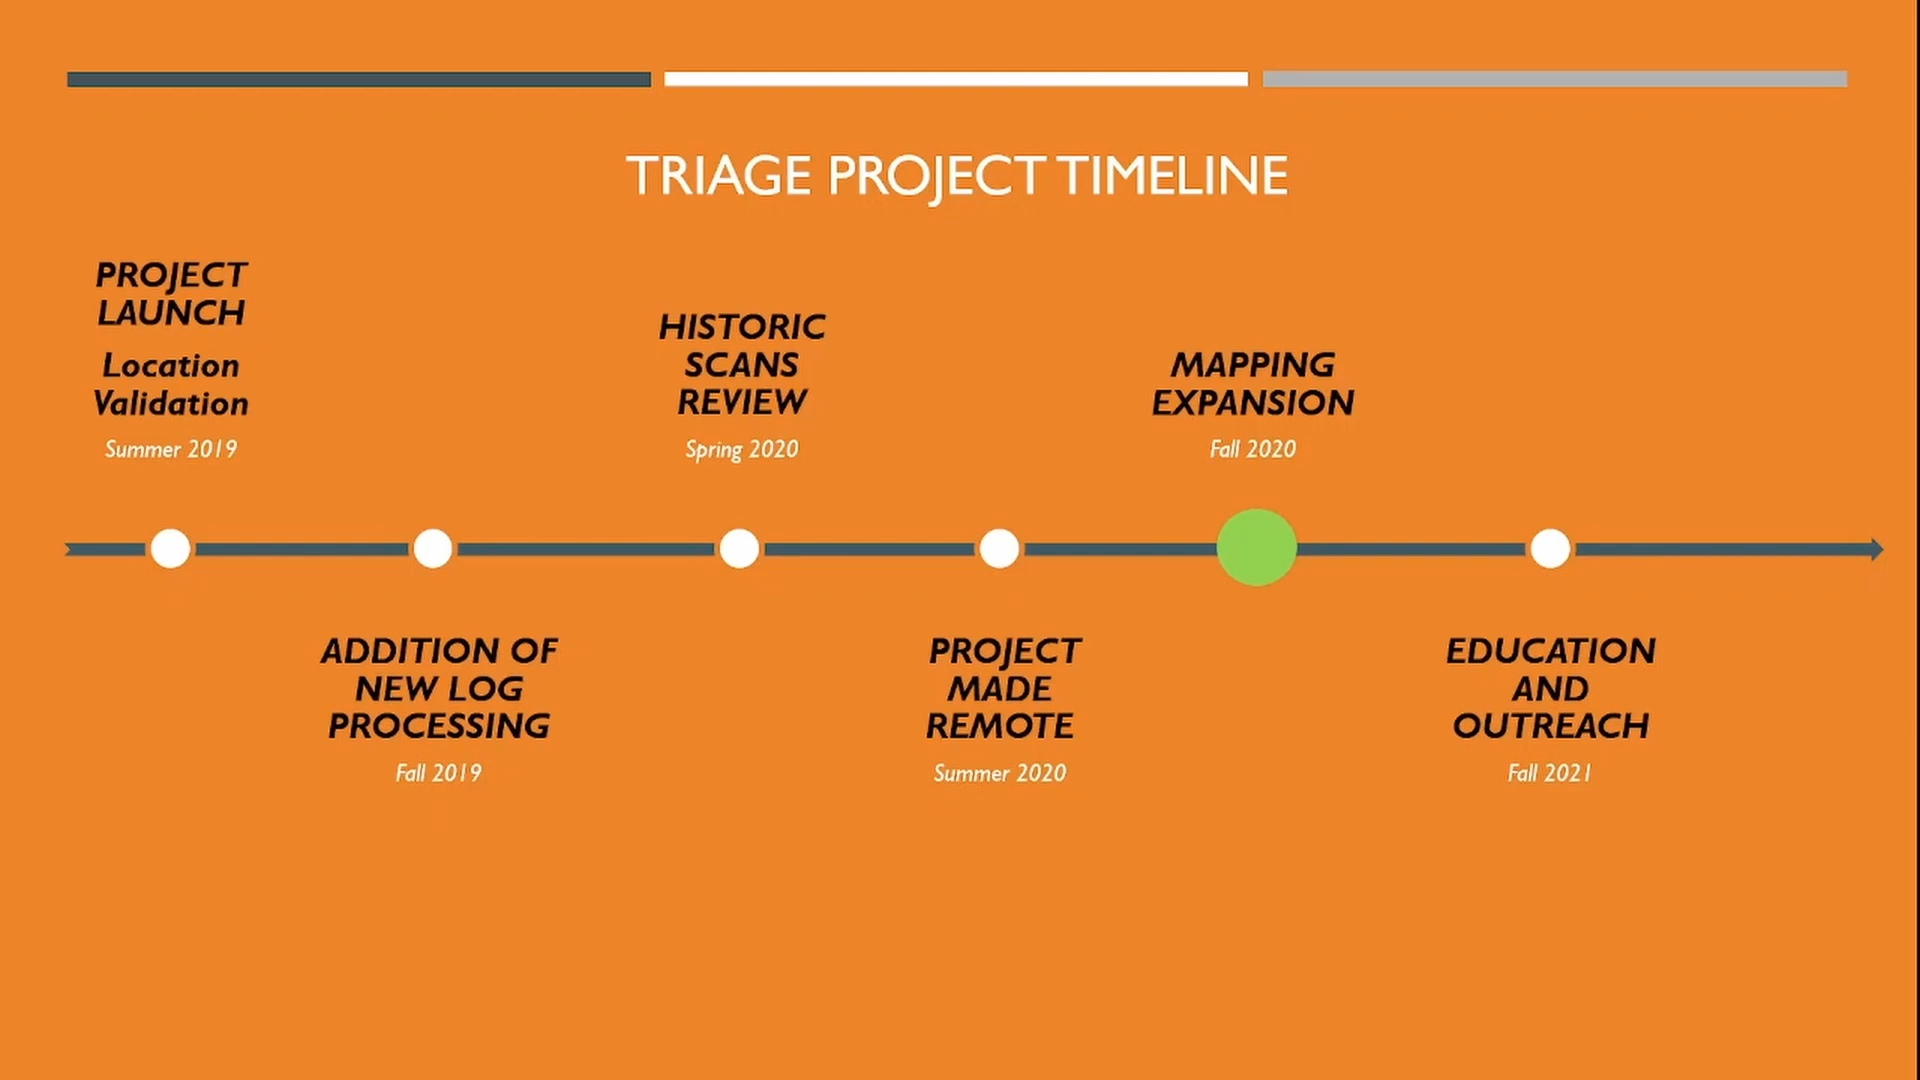 TRIAGE PROJECT TIMELINE
PROJECT
LAUNCH
Location
Validation
Summer 2019
ADDITION OF
NEW LOG
PROCESSING
Fall 2019
HISTORIC
SCANS
REVIEW
Spring 2020
PROJECT
MADE
REMOTE
Summer 2020
MAPPING
EXPANSION
Fall 2020
EDUCATION
AND
OUTREACH
Fall 2021